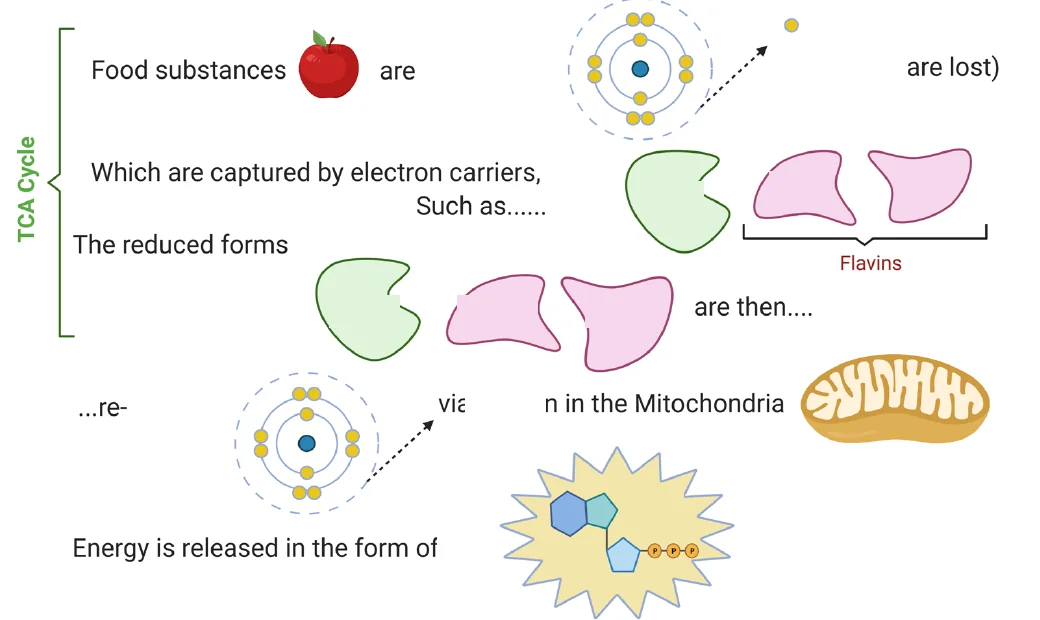 TCA Cycle
Food substances are are lost)
Which are captured by electron carriers,
Such as......
Flavins
The reduced forms
are then....
...re- via n in the Mitochondria
Energy is released in the form of
P P P